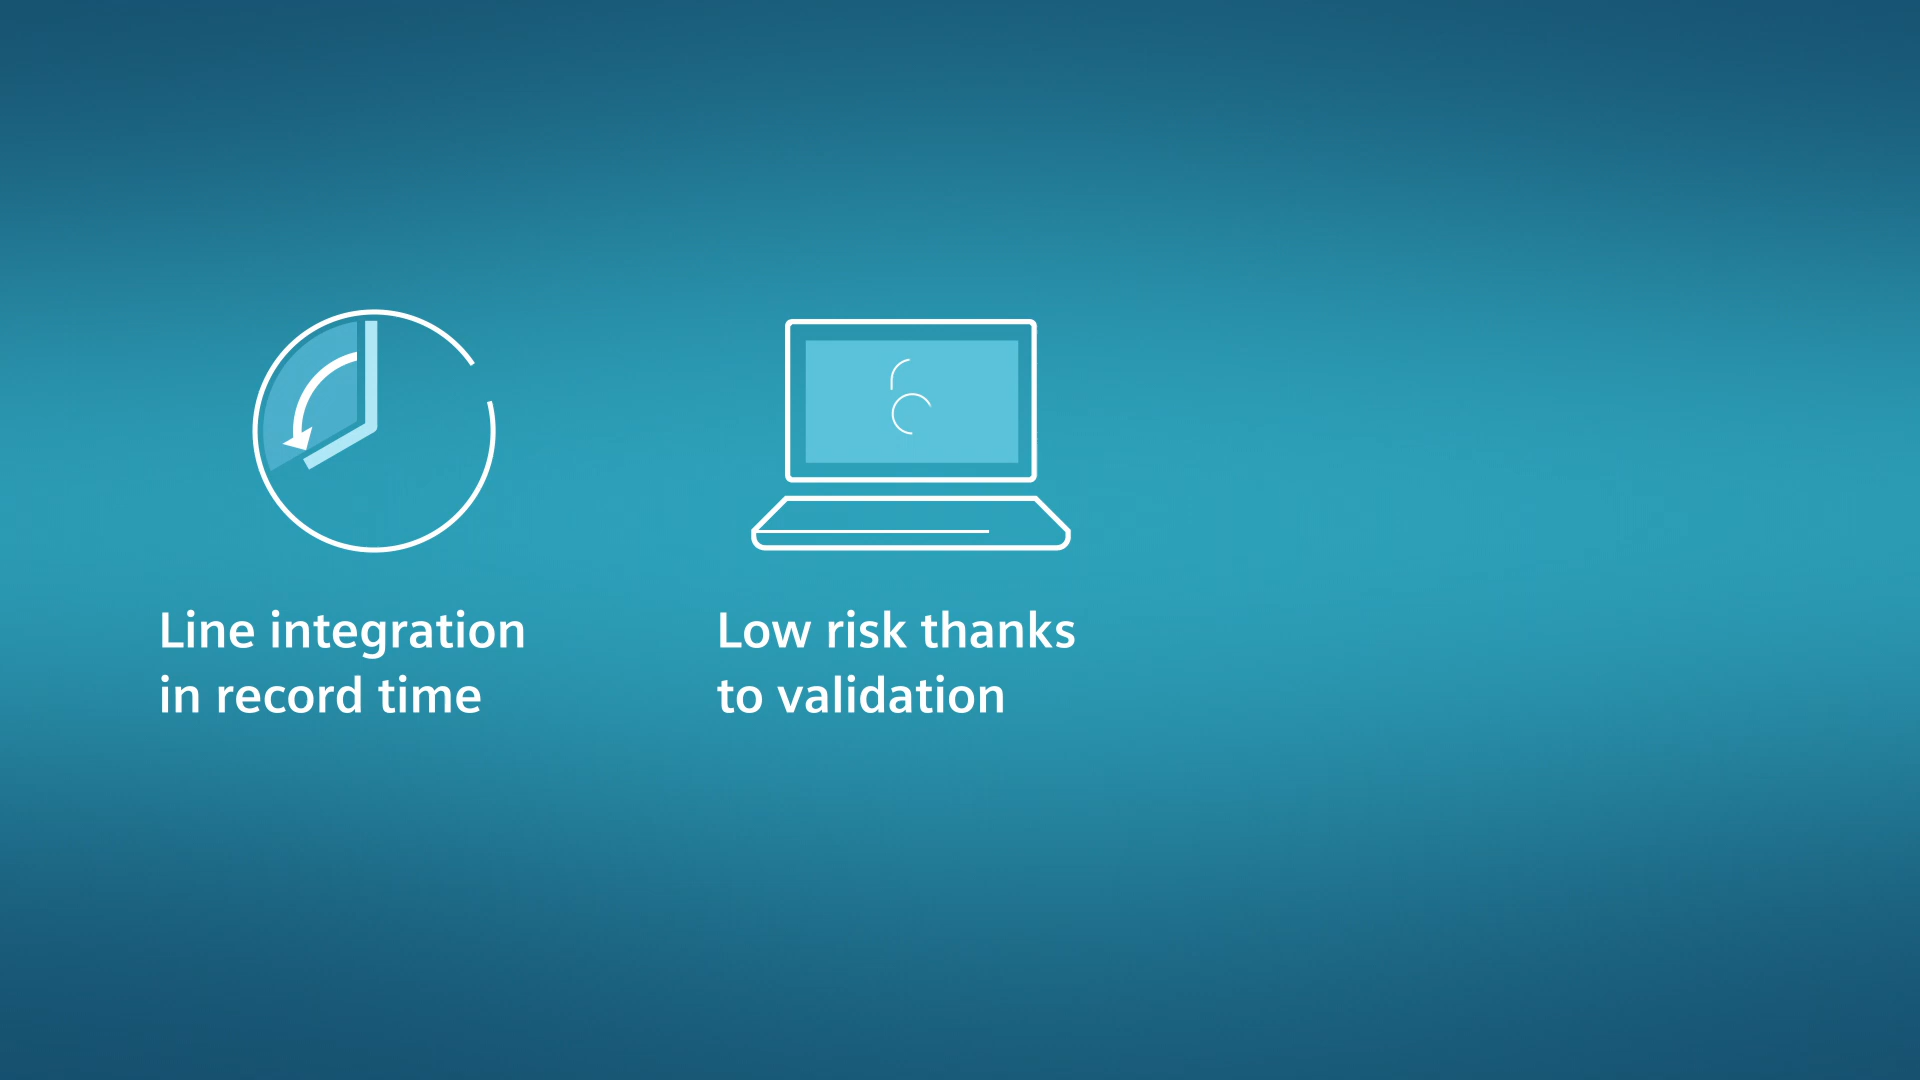 Line integration
in record time
Low risk thanks
to validation